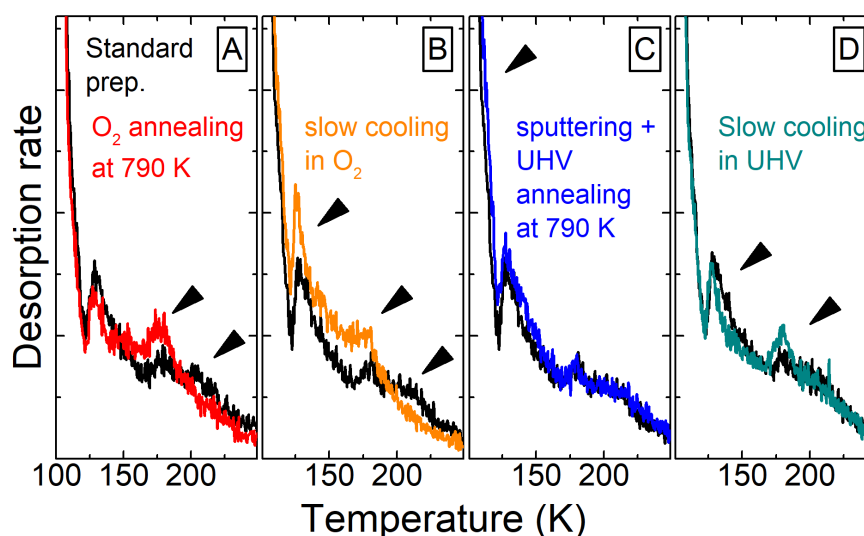 Desorption rate
Standard
prep.
A
O₂ annealing
at 790 K
B
slow cooling
in O₂
C
sputtering +
UHV
annealing
at 790 K
D
Slow cooling
in UHV
100 150 200 150 200 150 200 150 200
Temperature (K)